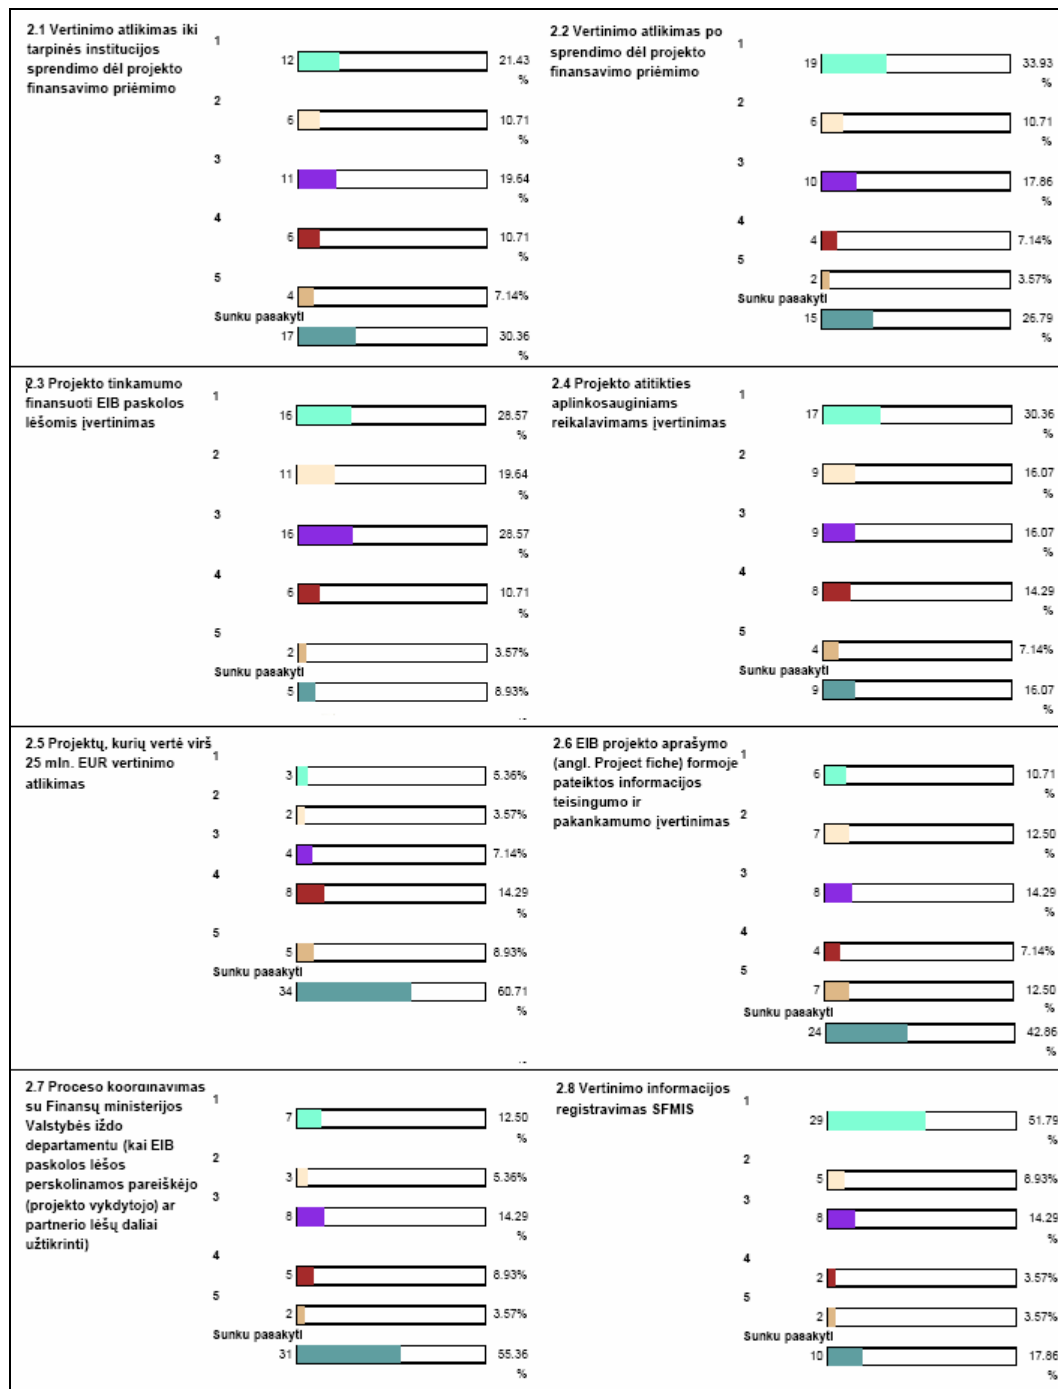 2.1 Vertinimo atlikimas iki
tarpinės institucijos
sprendimo dėl projekto
finansavimo priėmimo
1
12 21.43
%
2
6 10.71
%
3
11 19.64
%
4
6 10.71
%
5
4 7.14%
Sunku pasakyti
17 30.36
%
2.2 Vertinimo atlikimas po
sprendimo dėl projekto
finansavimo priėmimo
1
19 33.93
%
2
6 10.71
%
3
10 17.86
%
4
4 7.14%
5
2 3.57%
Sunku pasakyti
15 26.79
%
2.3 Projekto tinkamumo
finansuoti EIB paskolos
lėšomis įvertinimas
1
16 28.57
%
2
11 19.64
%
3
16 28.57
%
4
6 10.71
%
5
2 3.57%
Sunku pasakyti
5 8.93%
2.4 Projekto atitikties
aplinkosauginiams
reikalavimams įvertinimas
1
17 30.36
%
2
9 16.07
%
3
9 16.07
%
4
8 14.29
%
5
4 7.14%
Sunku pasakyti
9 16.07
%
2.5 Projektų, kurių vertė virš
25 mln. EUR vertinimo
atlikimas
1
3 5.36%
2
2 3.57%
3
4 7.14%
4
8 14.29
%
5
5 8.93%
Sunku pasakyti
34 60.71
%
2.6 EIB projekto aprašymo
(angl. Project fiche) formoje
pateiktos informacijos
teisingumo ir
pakankamumo įvertinimas
1
6 10.71
%
2
7 12.50
%
3
8 14.29
%
4
4 7.14%
5
7 12.50
%
Sunku pasakyti
24 42.86
%
2.7 Proceso koordinavimas
su Finansų ministerijos
Valstybės iždo
departamentu (kai EIB
paskolos lėšos
perskolinamos pareiškėjo
(projekto vykdytojo) ar
partnerio lėšų daliai
užtikrinti)
1
7 12.50
%
2
3 5.36%
3
8 14.29
%
4
5 8.93%
5
2 3.57%
Sunku pasakyti
31 55.36
%
2.8 Vertinimo informacijos
registravimas SFMIS
1
29 51.79
%
2
5 8.93%
3
8 14.29
%
4
2 3.57%
5
2 3.57%
Sunku pasakyti
10 17.86
%